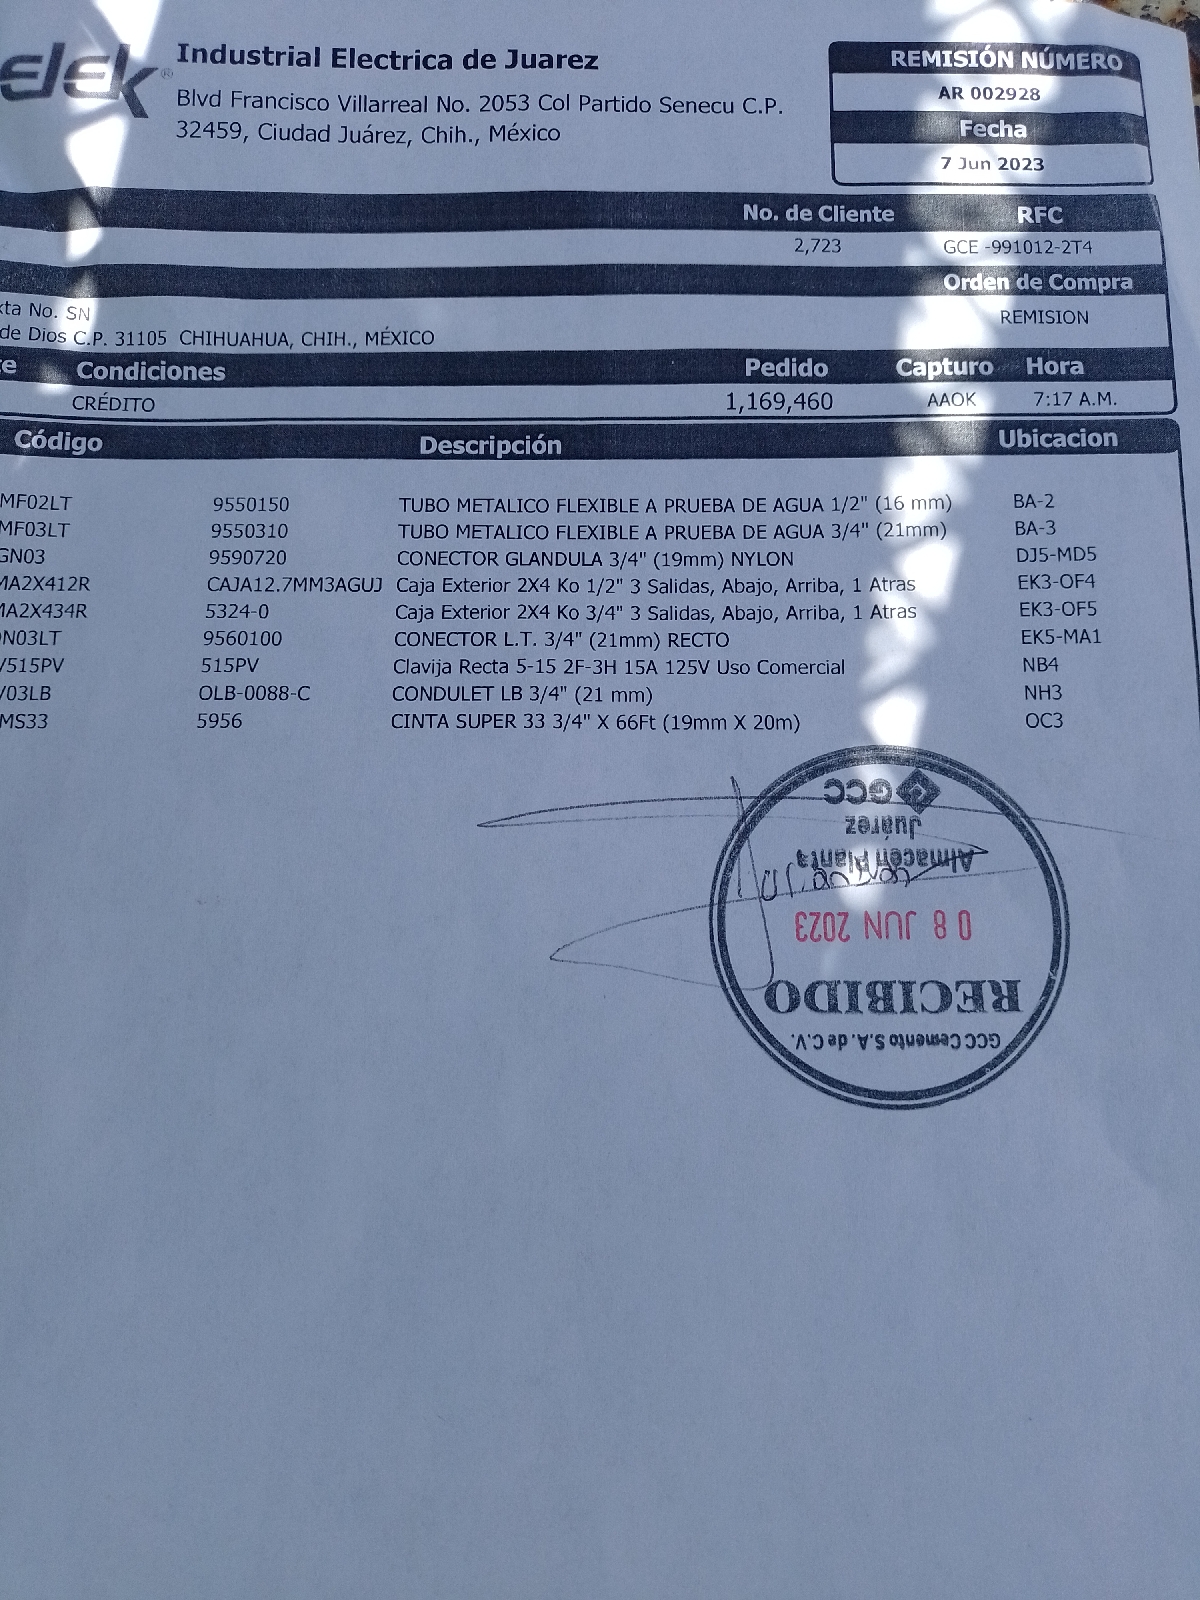 elek®
Industrial Electrica de Juarez
Blvd Francisco Villarreal No. 2053 Col Partido Senecu C.P.
32459, Ciudad Juárez, Chih., México
REMISIÓN NÚMERO
AR 002928
Fecha
7 Jun 2023
No. de Cliente RFC
2,723 GCE -991012-2T4
Orden de Compra
No. SN
REMISION
de Dios C.P. 31105 CHIHUAHUA, CHIH., MÉXICO
Condiciones Pedido Capturo Hora
CRÉDITO 1,169,460 AAOK 7:17 A.M.
Código Descripción Ubicacion
MF02LT 9550150 TUBO METALICO FLEXIBLE A PRUEBA DE AGUA 1/2" (16 mm) BA-2
MF03LT 9550310 TUBO METALICO FLEXIBLE A PRUEBA DE AGUA 3/4" (21mm) BA-3
GN03 9590720 CONECTOR GLANDULA 3/4" (19mm) NYLON DJ5-MD5
MA2X412R CAJA12.7MM3AGUJ Caja Exterior 2X4 Ko 1/2" 3 Salidas, Abajo, Arriba, 1 Atras EK3-OF4
MA2X434R 5324-0 Caja Exterior 2X4 Ko 3/4" 3 Salidas, Abajo, Arriba, 1 Atras EK3-OF5
N03LT 9560100 CONECTOR L.T. 3/4" (21mm) RECTO EK5-MA1
515PV 515PV Clavija Recta 5-15 2F-3H 15A 125V Uso Comercial NB4
03LB OLB-0088-C CONDULET LB 3/4" (21 mm) NH3
MS33 5956 CINTA SUPER 33 3/4" X 66Ft (19mm X 20m) OC3
GCC Cemento S.A. de C.V.
RECIBIDO
08 JUN 2023
Almacén Planta
Juárez
GCC